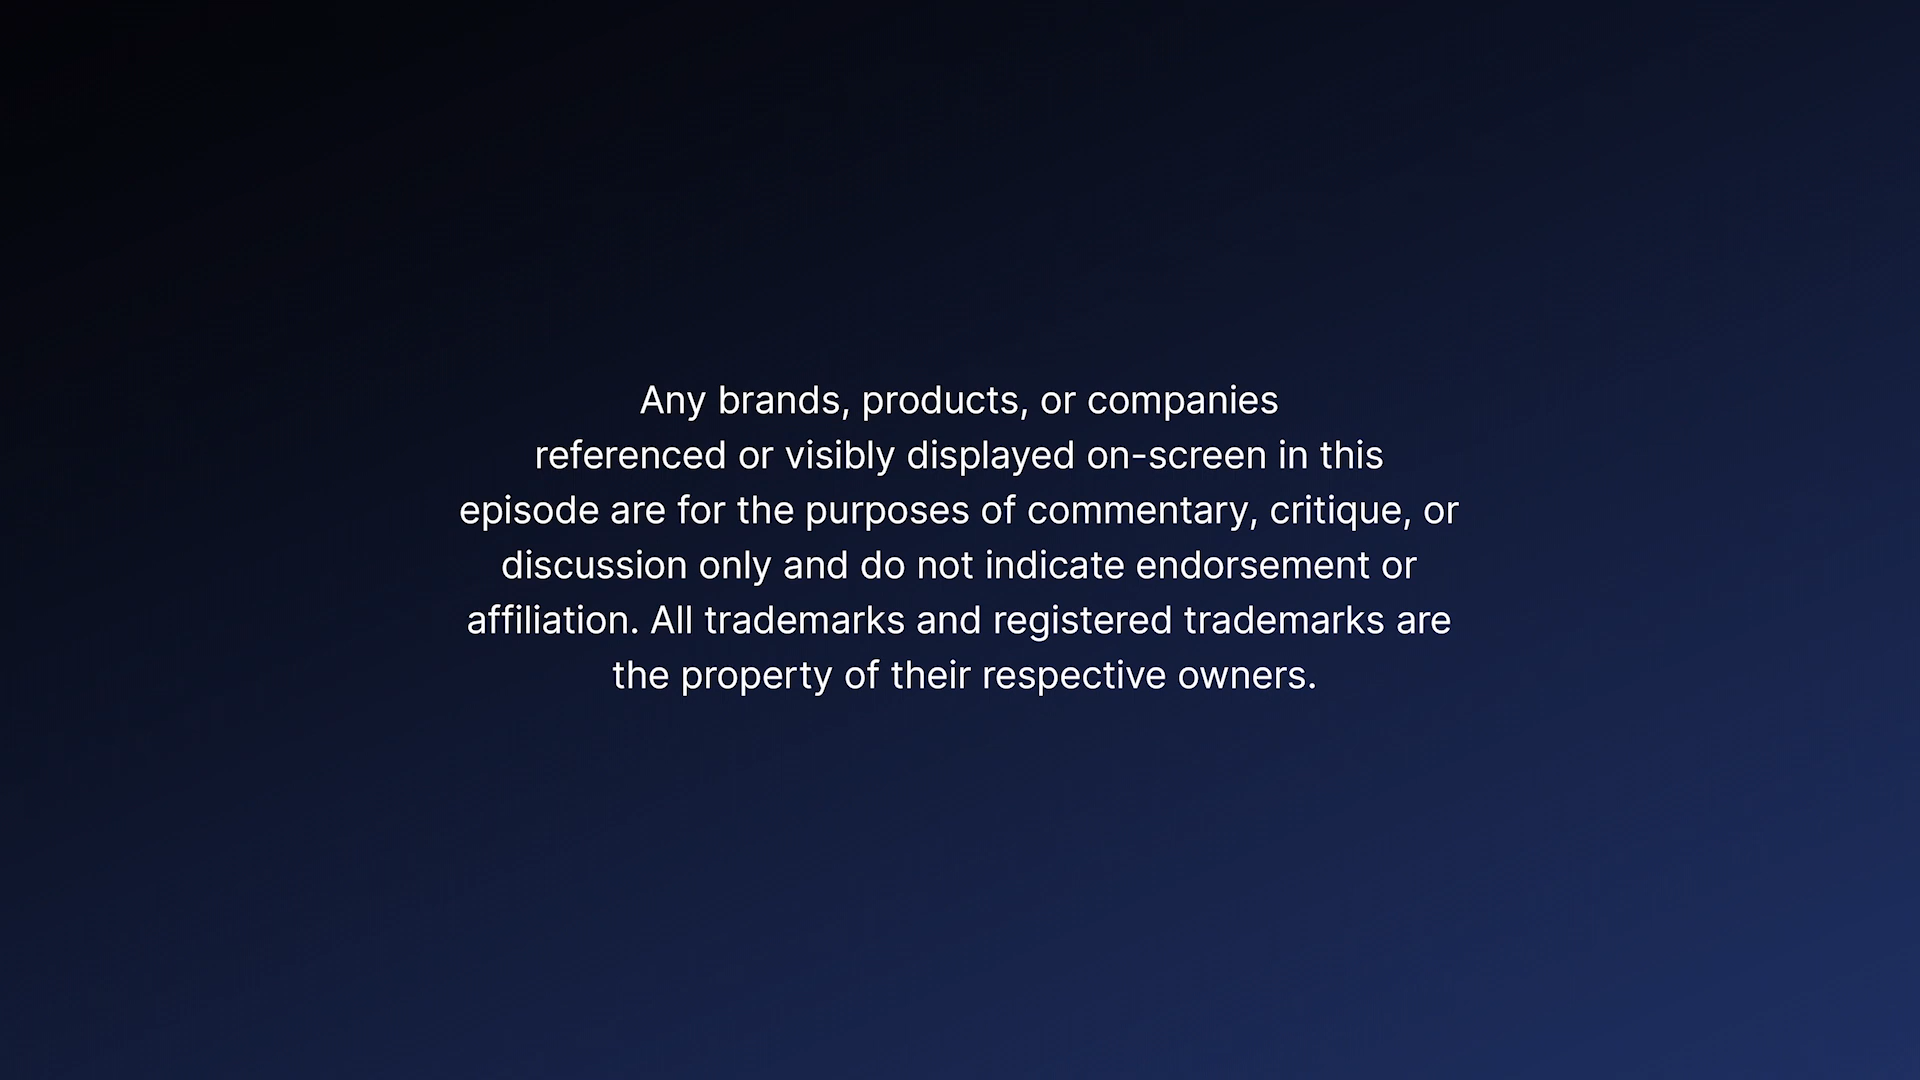 Any brands, products, or companies
referenced or visibly displayed on-screen in this
episode are for the purposes of commentary, critique, or
discussion only and do not indicate endorsement or
affiliation. All trademarks and registered trademarks are
the property of their respective owners.